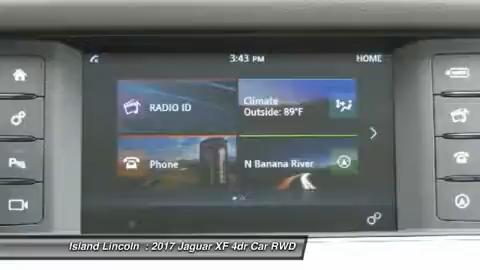 3:43 PM HOME
RADIO ID
Climate
Outside: 89°F
Phone
N Banana River
Island Lincoln : 2017 Jaguar XF 4dr Car RWD